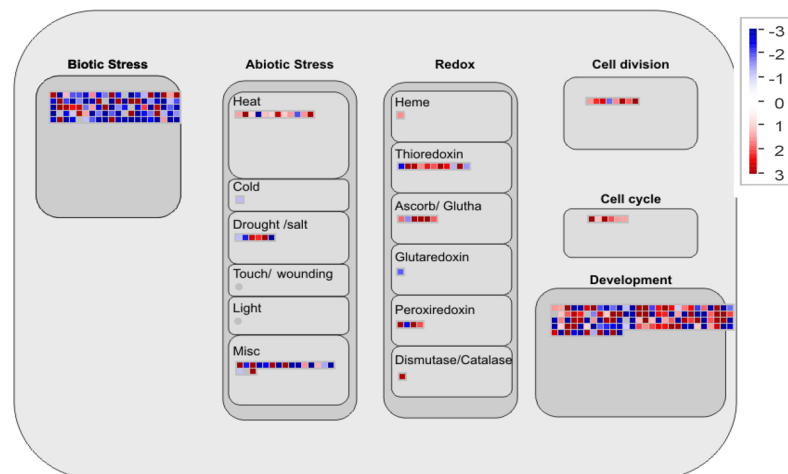 Biotic Stress
Abiotic Stress
Redox
Cell division
Heat
Heme
Thioredoxin
Cold
Ascorb/ Glutha
Cell cycle
Drought /salt
Glutaredoxin
Touch/ wounding
Development
Light
Peroxiredoxin
Misc
Dismutase/Catalase
-3
-2
-1
0
1
2
3